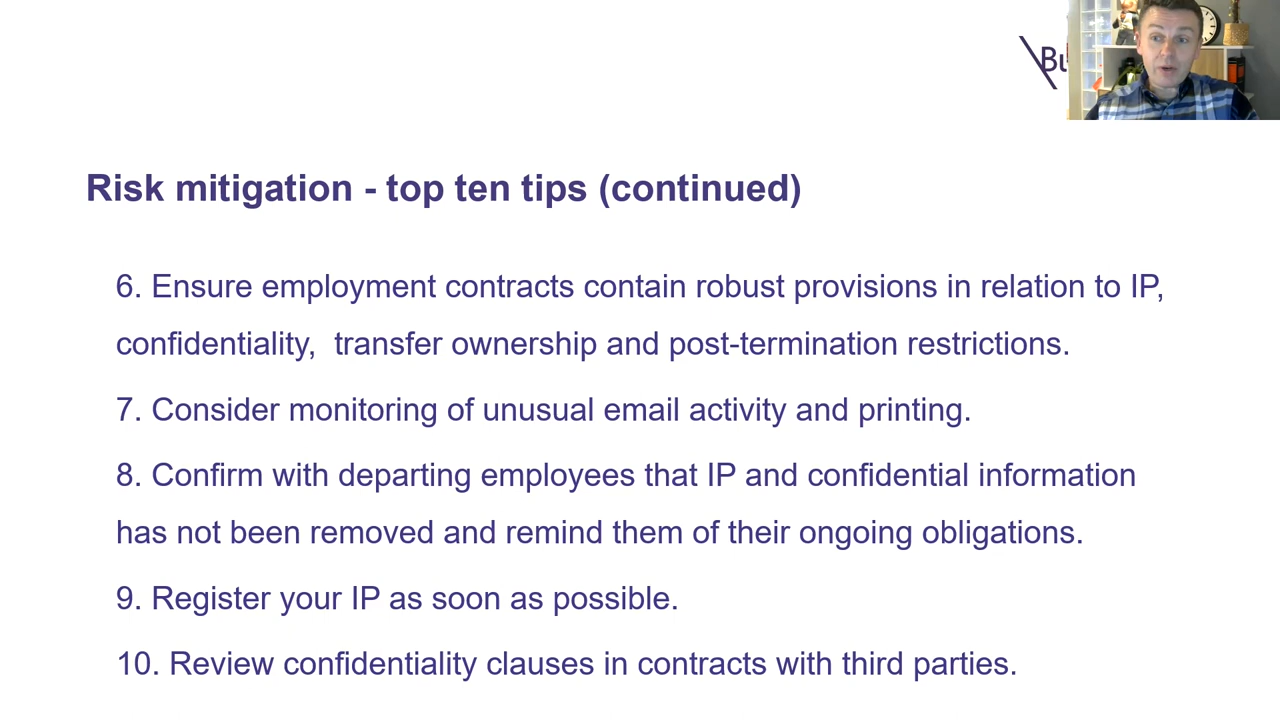 Bu
Risk mitigation - top ten tips (continued)
6. Ensure employment contracts contain robust provisions in relation to IP,
confidentiality,  transfer ownership and post-termination restrictions.
7. Consider monitoring of unusual email activity and printing.
8. Confirm with departing employees that IP and confidential information
has not been removed and remind them of their ongoing obligations.
9. Register your IP as soon as possible.
10. Review confidentiality clauses in contracts with third parties.